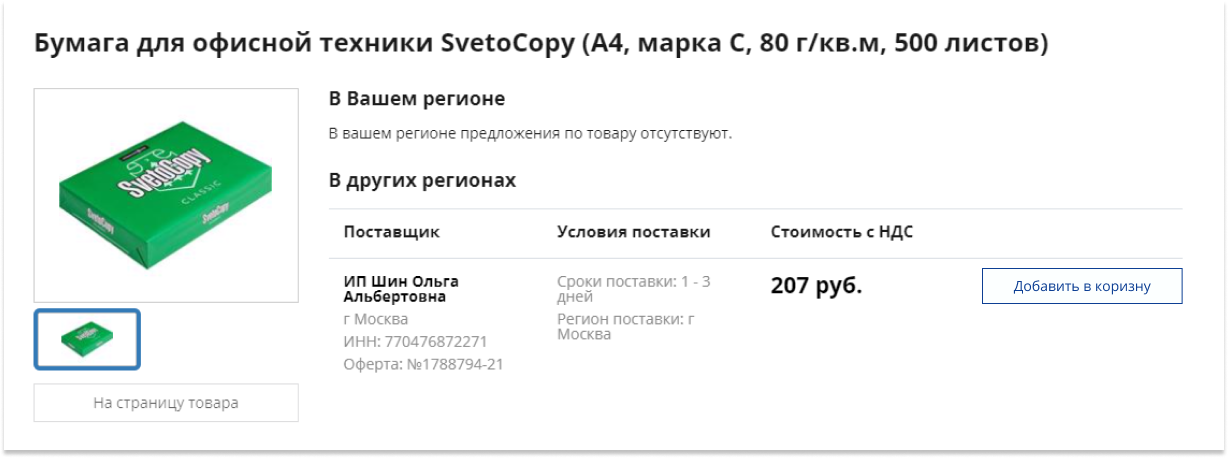 Бумага для офисной техники SvetoCopy (A4, марка C, 80 г/кв.м, 500 листов)
В Вашем регионе
В вашем регионе предложения по товару отсутствуют.
В других регионах
Поставщик
Условия поставки
Стоимость с НДС
ИП Шин Ольга
Альбертовна
г Москва
ИНН: 770476872271
Оферта: №1788794-21
Сроки поставки: 1 - 3
дней
Регион поставки: г
Москва
207 руб.
Добавить в коризну
SvetoCopy
CLASSIC
SvetoCopy
SvetoCopy
На страницу товара